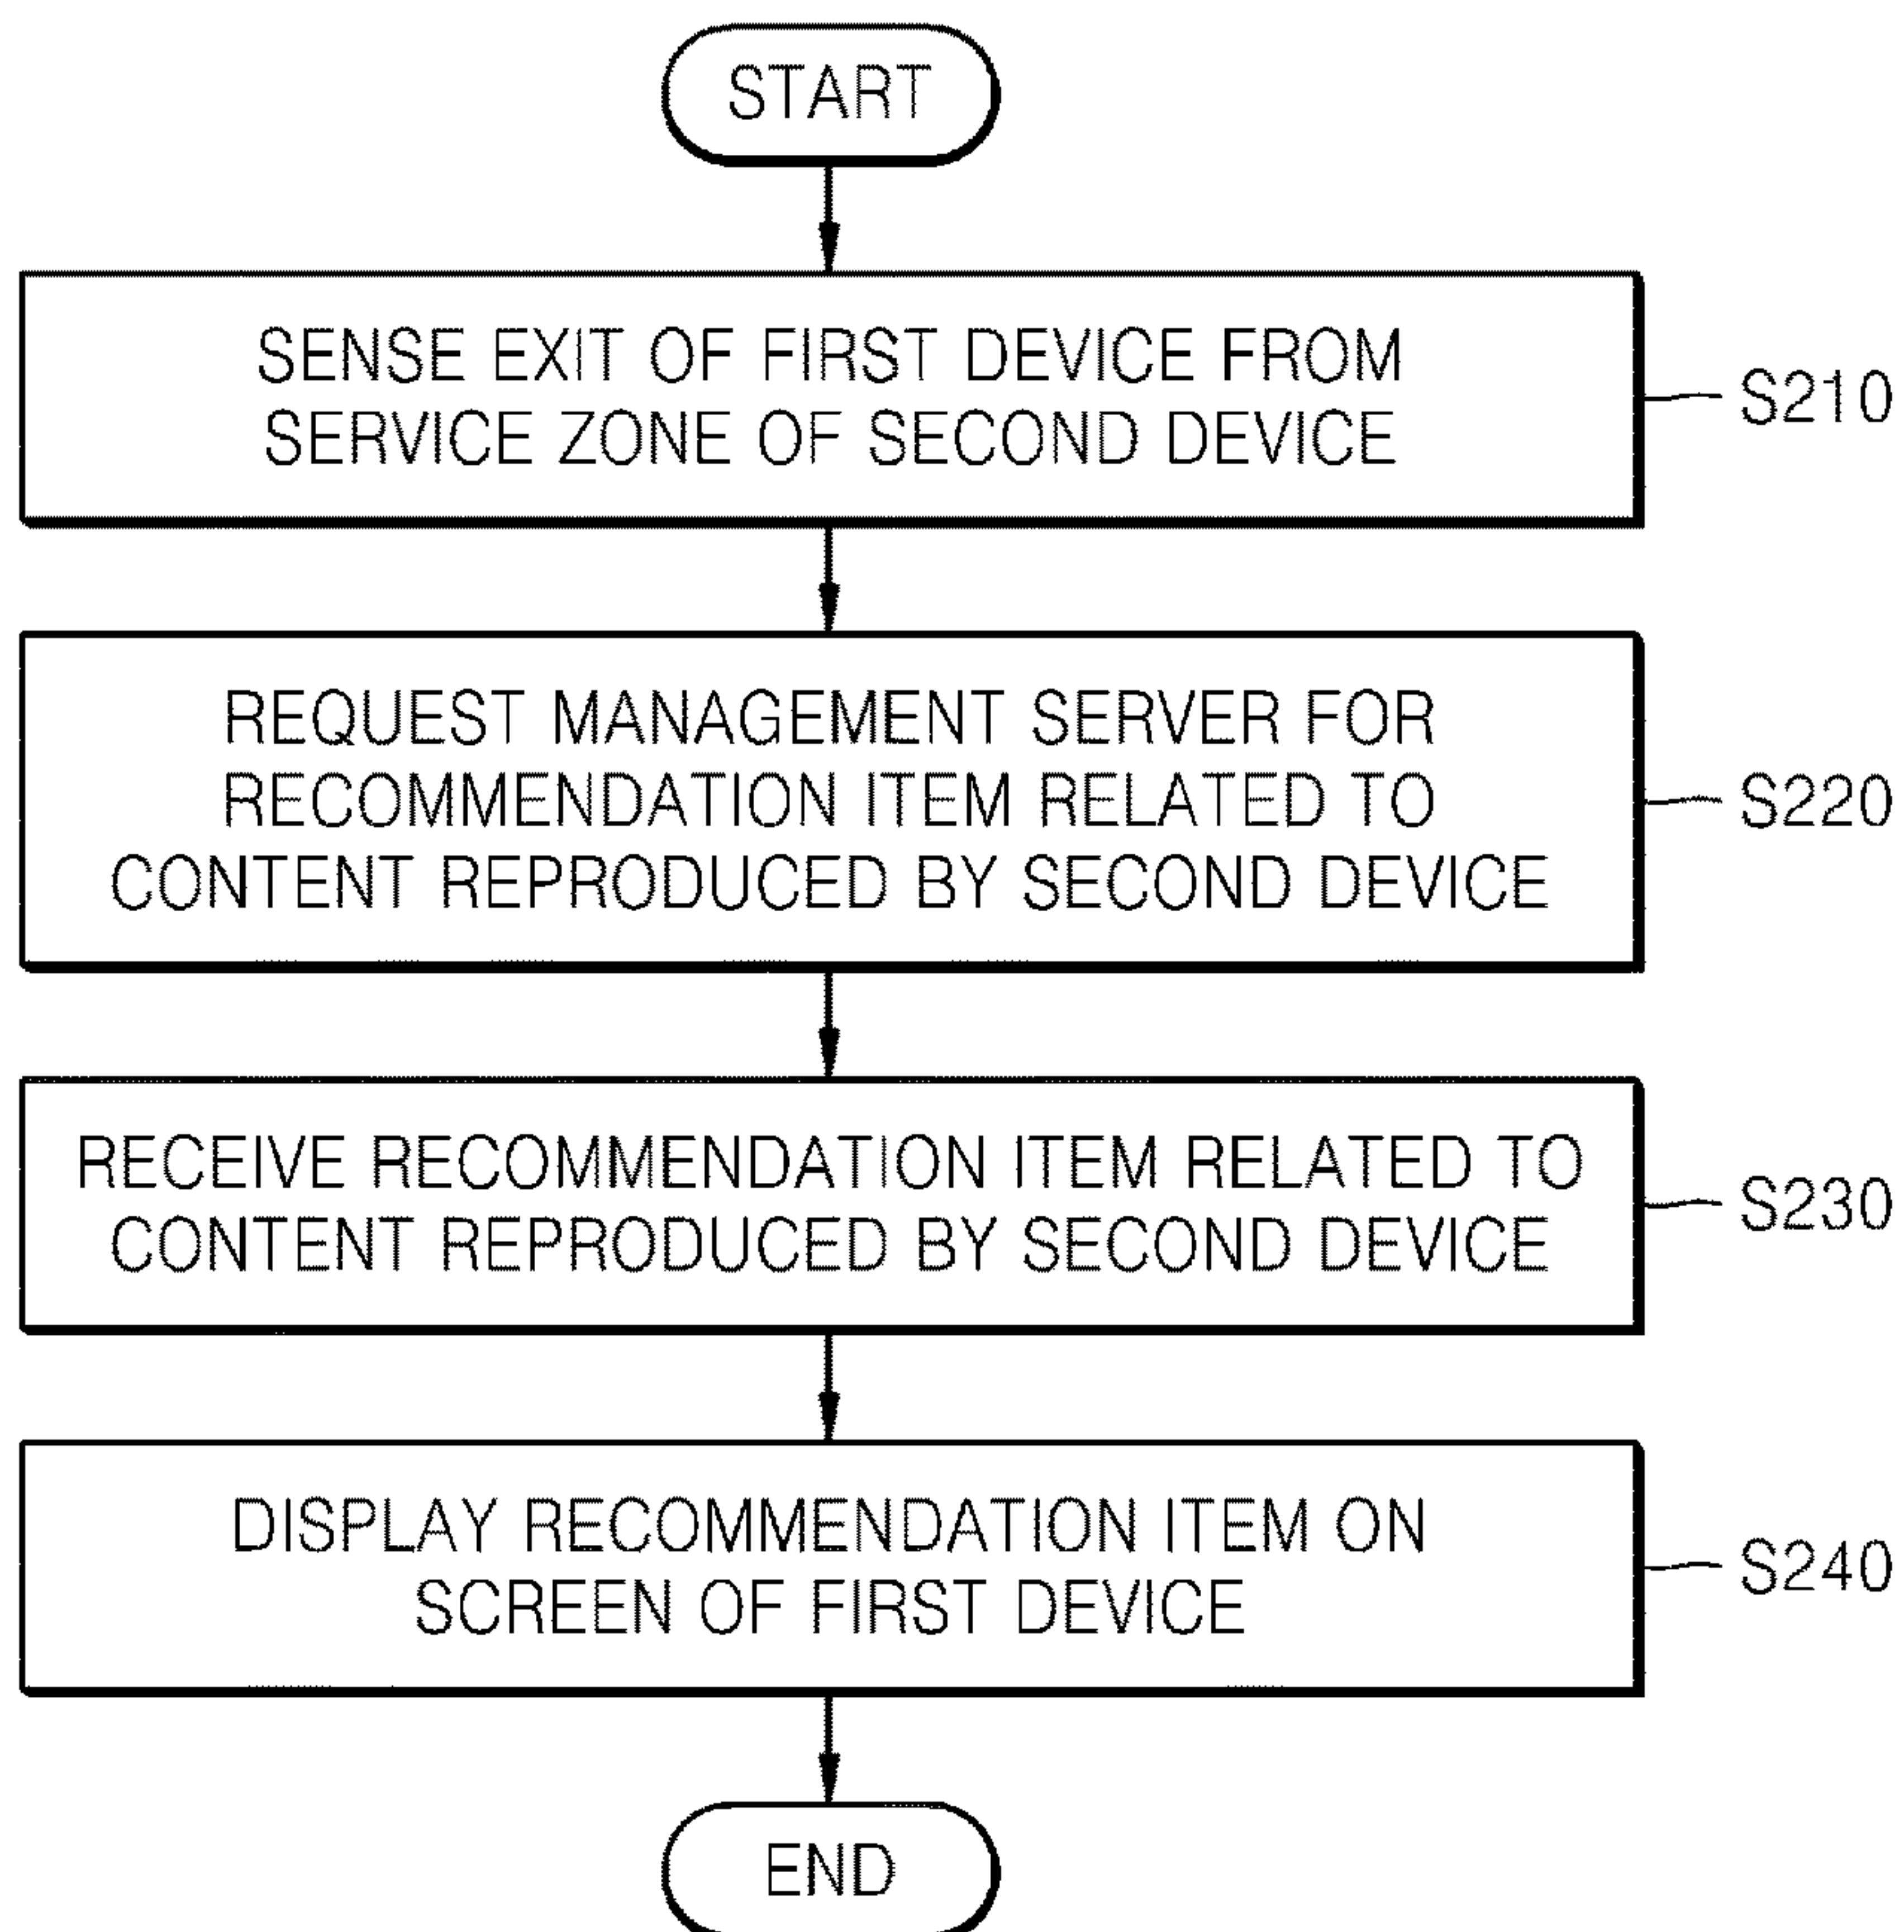 START
SENSE EXIT OF FIRST DEVICE FROM
SERVICE ZONE OF SECOND DEVICE
S210
REQUEST MANAGEMENT SERVER FOR
RECOMMENDATION ITEM RELATED TO
CONTENT REPRODUCED BY SECOND DEVICE
S220
RECEIVE RECOMMENDATION ITEM RELATED TO
CONTENT REPRODUCED BY SECOND DEVICE
S230
DISPLAY RECOMMENDATION ITEM ON
SCREEN OF FIRST DEVICE
S240
END